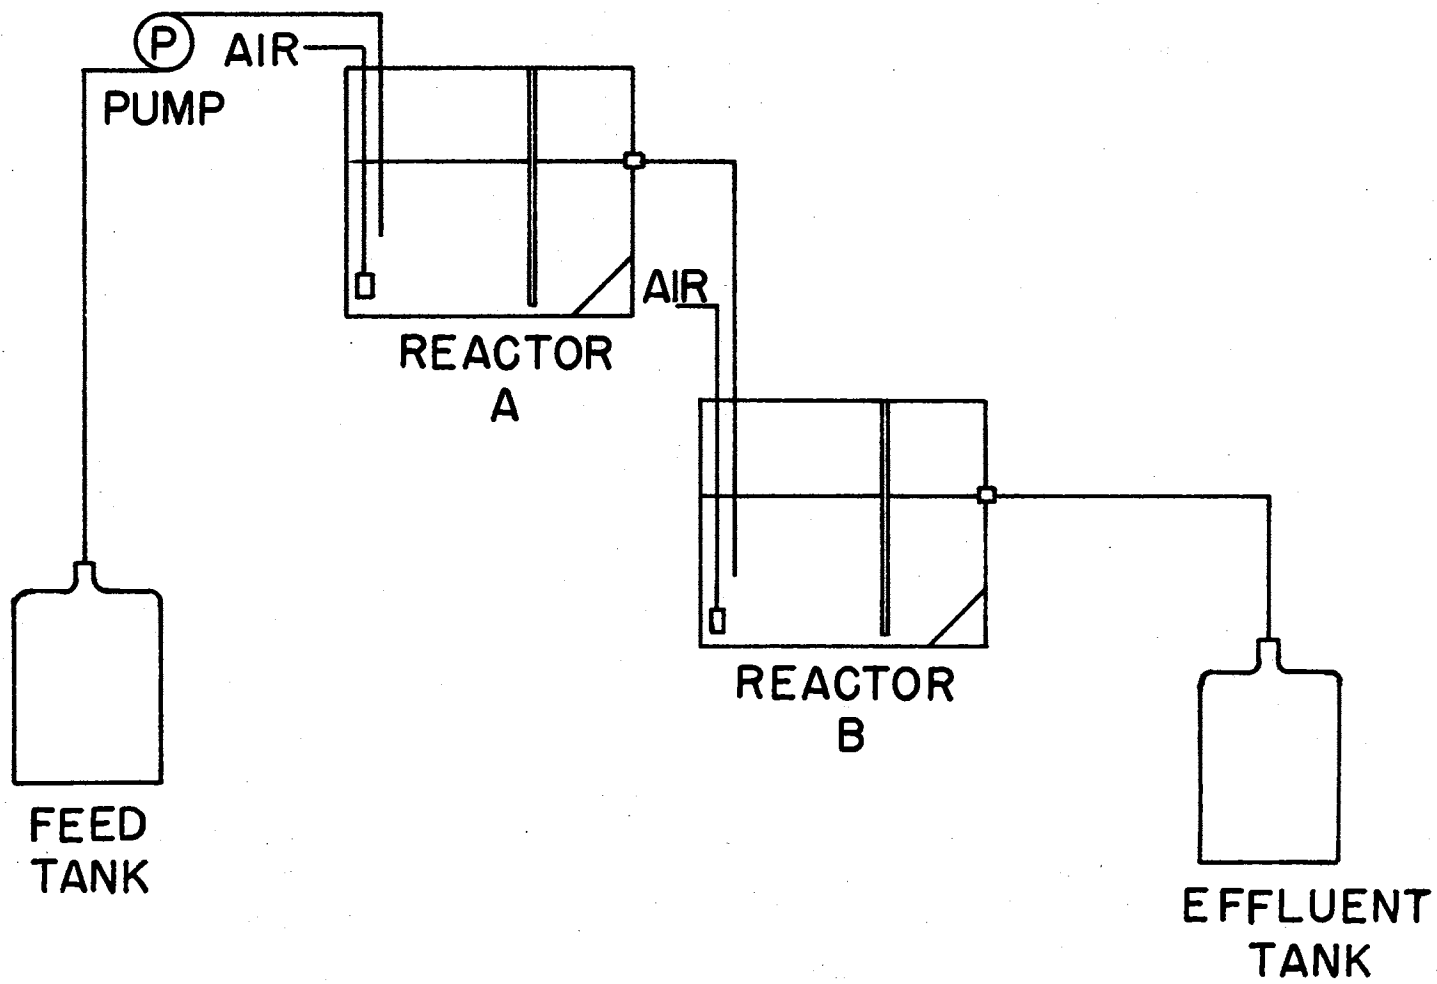 P
AIR
PUMP
AIR
REACTOR
A
REACTOR
B
FEED
TANK
EFFLUENT
TANK